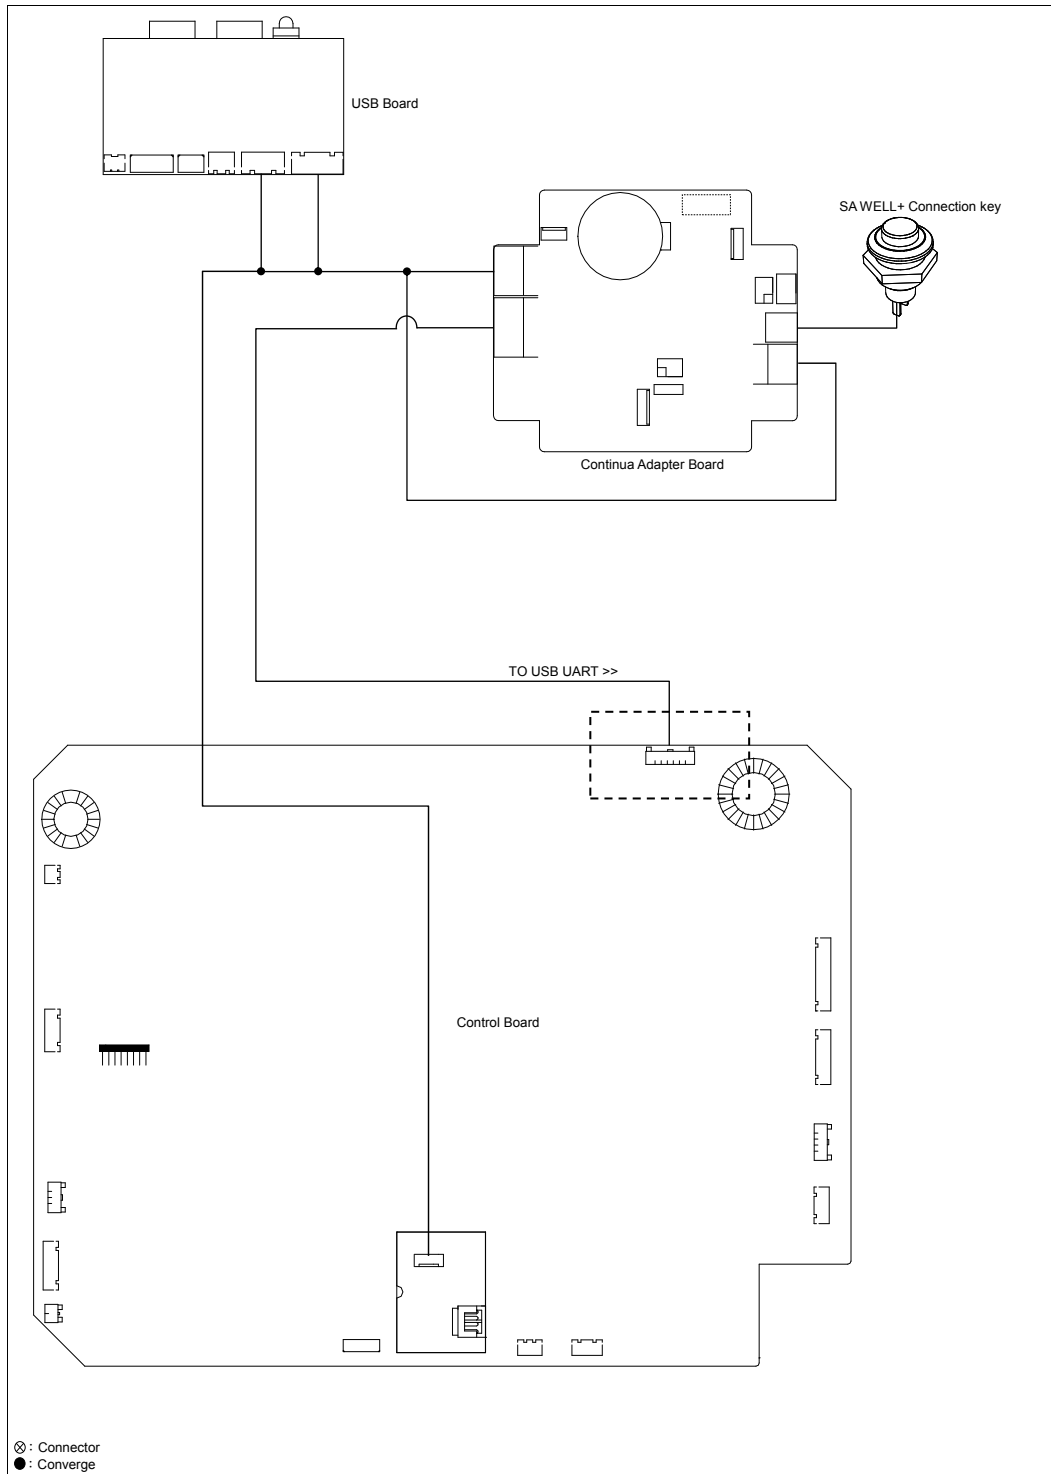 USB Board
SA WELL+ Connection key
Continua Adapter Board
TO USB UART >>
Control Board
: Connector
: Converge